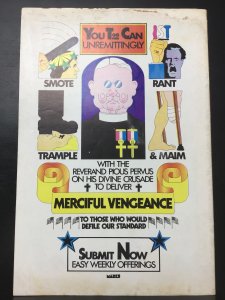 YOU TOO CAN
UNREMITTINGLY
SMOTE
RANT
TRAMPLE
& MAIM
WITH THE
REVERAND PIOUS PERVUS
ON HIS DIVINE CRUSADE
TO DELIVER
MERCIFUL VENGEANCE
TO THOSE WHO WOULD
DEFILE OUR STANDARD
SUBMIT NOW
EASY WEEKLY OFFERINGS